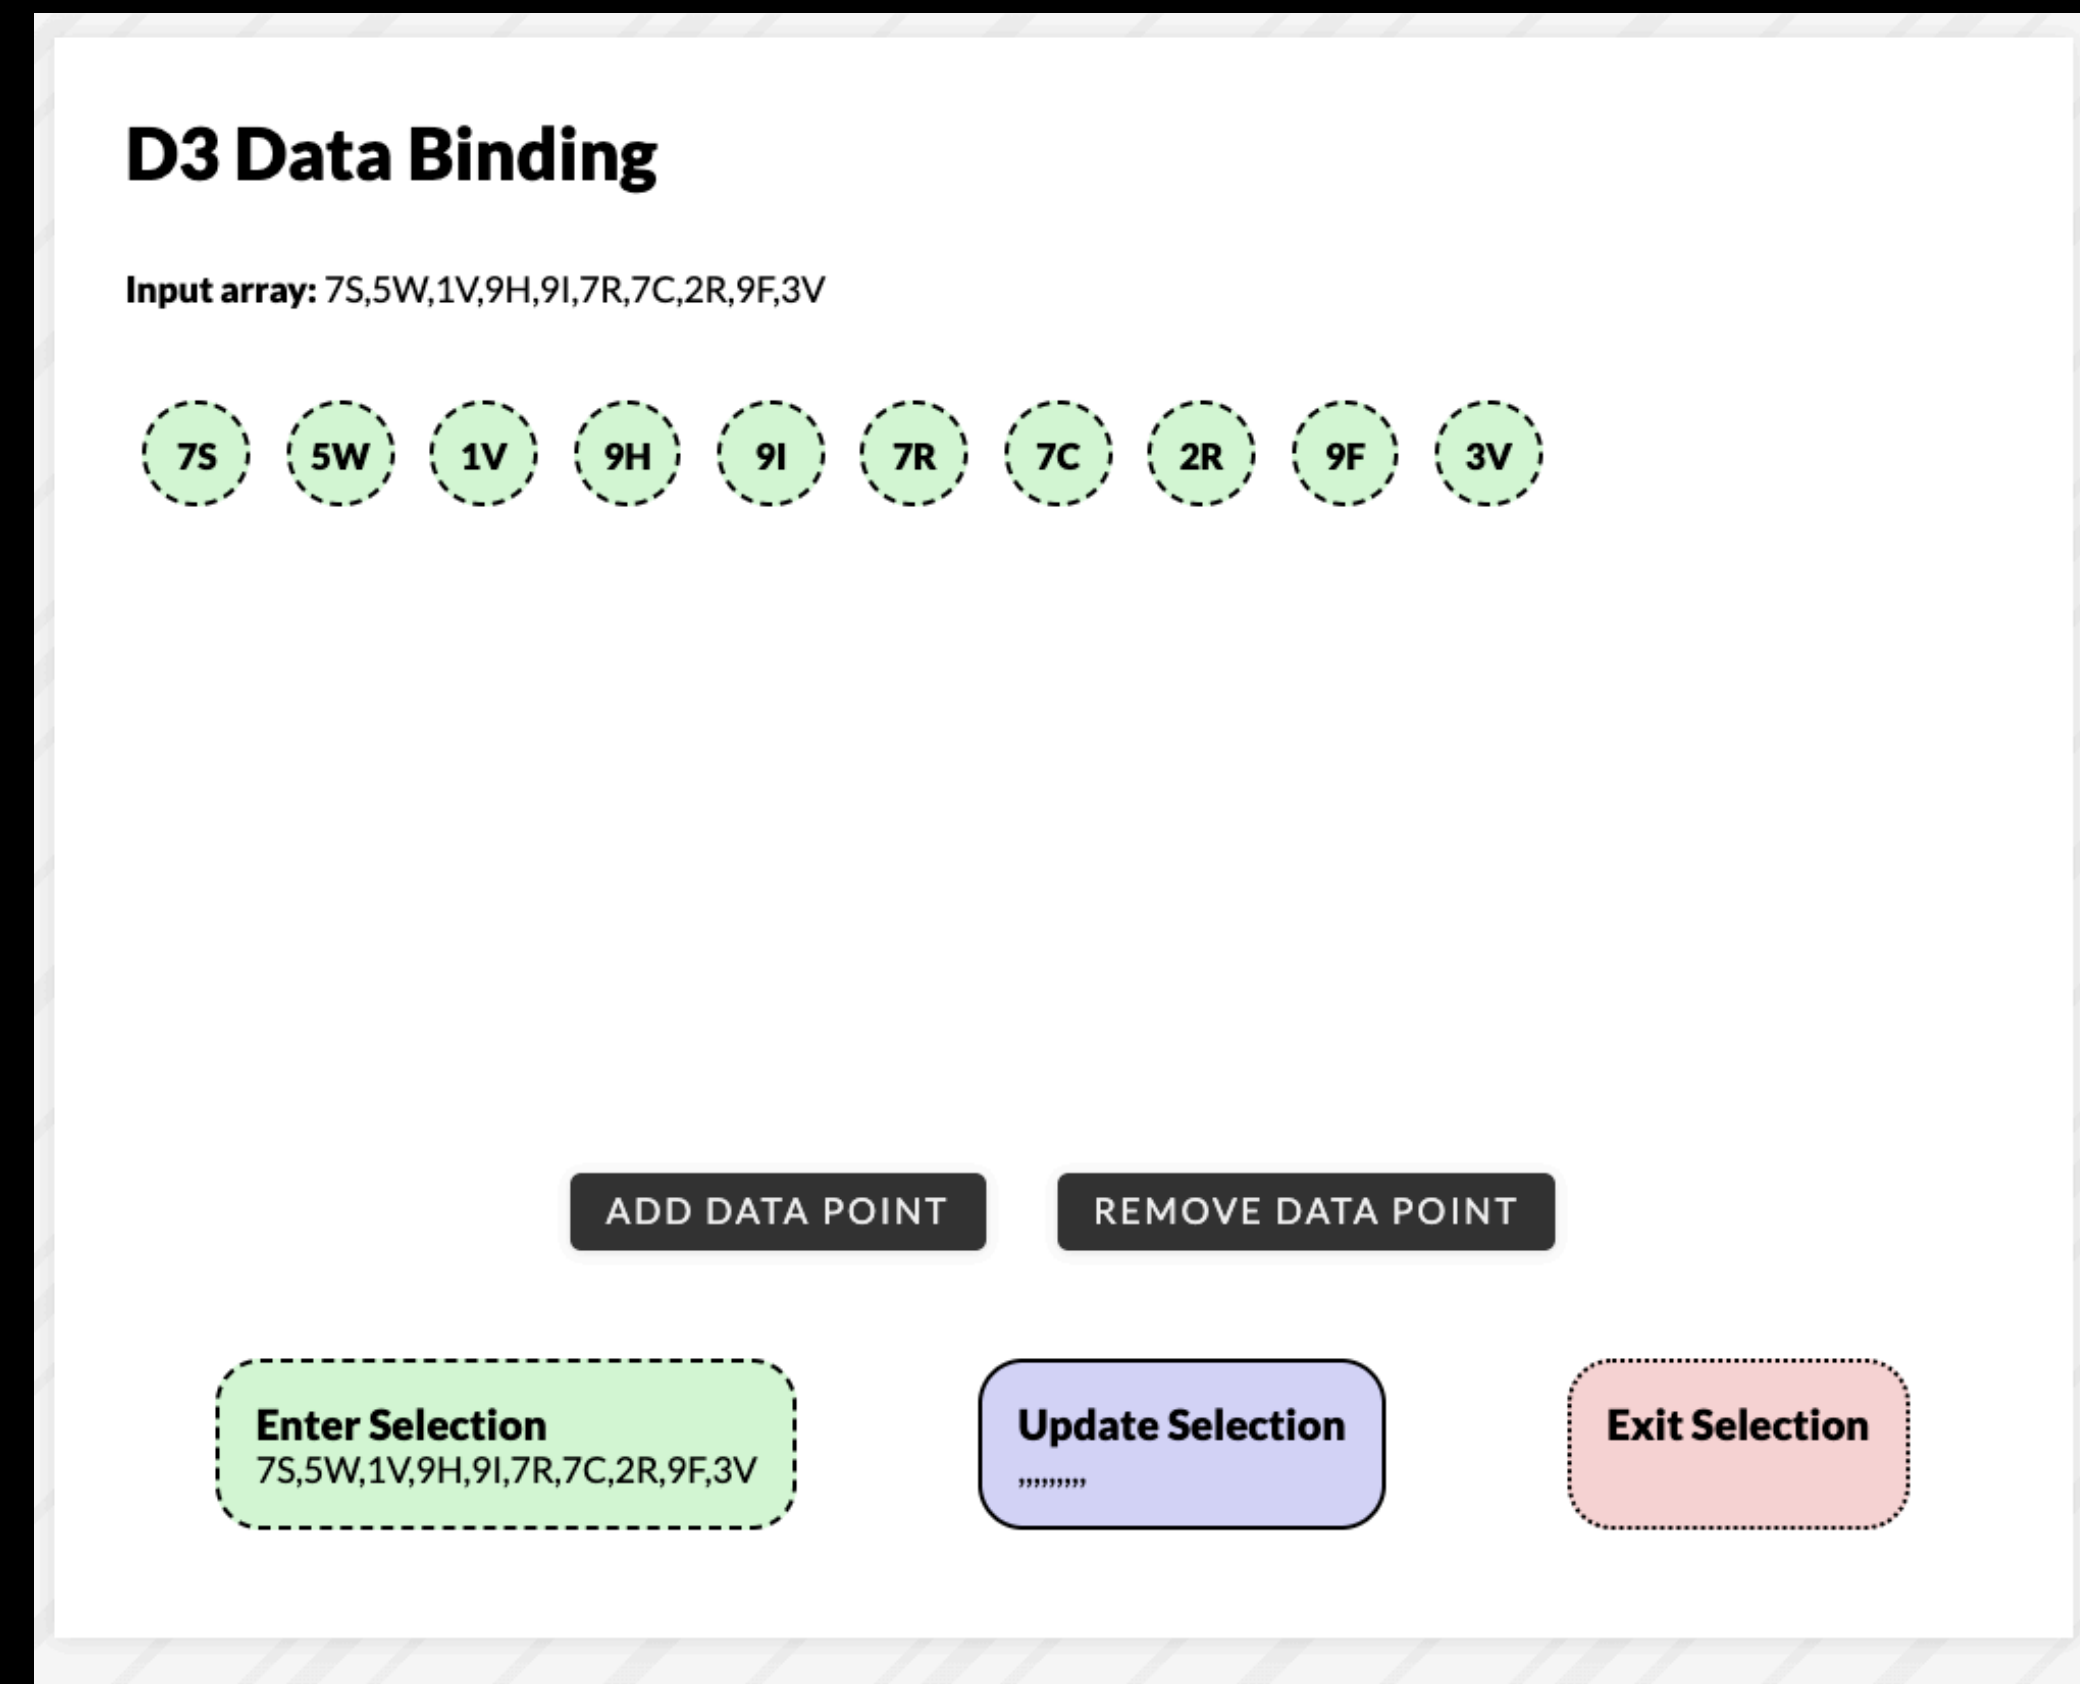 D3 Data Binding
Input array: 7S,5W,1V,9H,9I,7R,7C,2R,9F,3V
7S 5W 1V 9H 9I 7R 7C 2R 9F 3V
ADD DATA POINT REMOVE DATA POINT
Enter Selection
7S,5W,1V,9H,9I,7R,7C,2R,9F,3V
Update Selection
,,,,,,,,,
Exit Selection